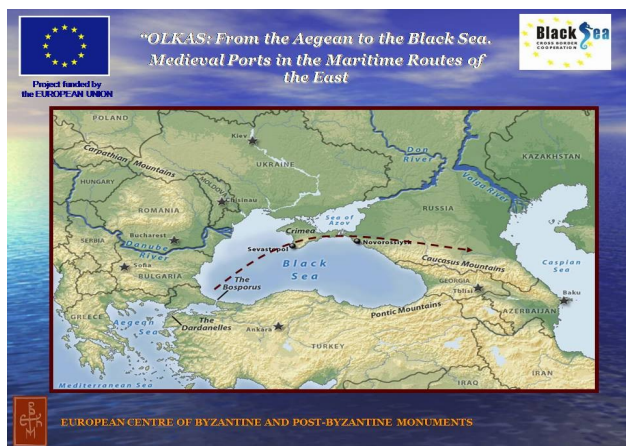 "OLKAS: From the Aegean to the Black Sea.
Medieval Ports in the Maritime Routes of
the East
Project funded by
the EUROPEAN UNION
Black Sea
CROSS BORDER
COOPERATION
POLAND
Kiev
Carpathian Mountains
UKRAINE
Don
River
KAZAKHSTAN
HUNGARY
MOLDOVA
Chisinau
Volga River
ROMANIA
Sea of
Azov
RUSSIA
Crimea
Bucharest
SERBIA
Danube
River
Sevastopol
Novorossiysk
Black
Sea
Caspian
Sea
Sofia
BULGARIA
The
Bosporus
Caucasus Mountains
GEORGIA
Tblisi
Baku
AZERBAIJAN
GREECE
Aegean
Sea
The
Dardanelles
Pontic Mountains
Ankara
TURKEY
IRAN
IRAQ
Mediterranean Sea
EUROPEAN CENTRE OF BYZANTINE AND POST-BYZANTINE MONUMENTS